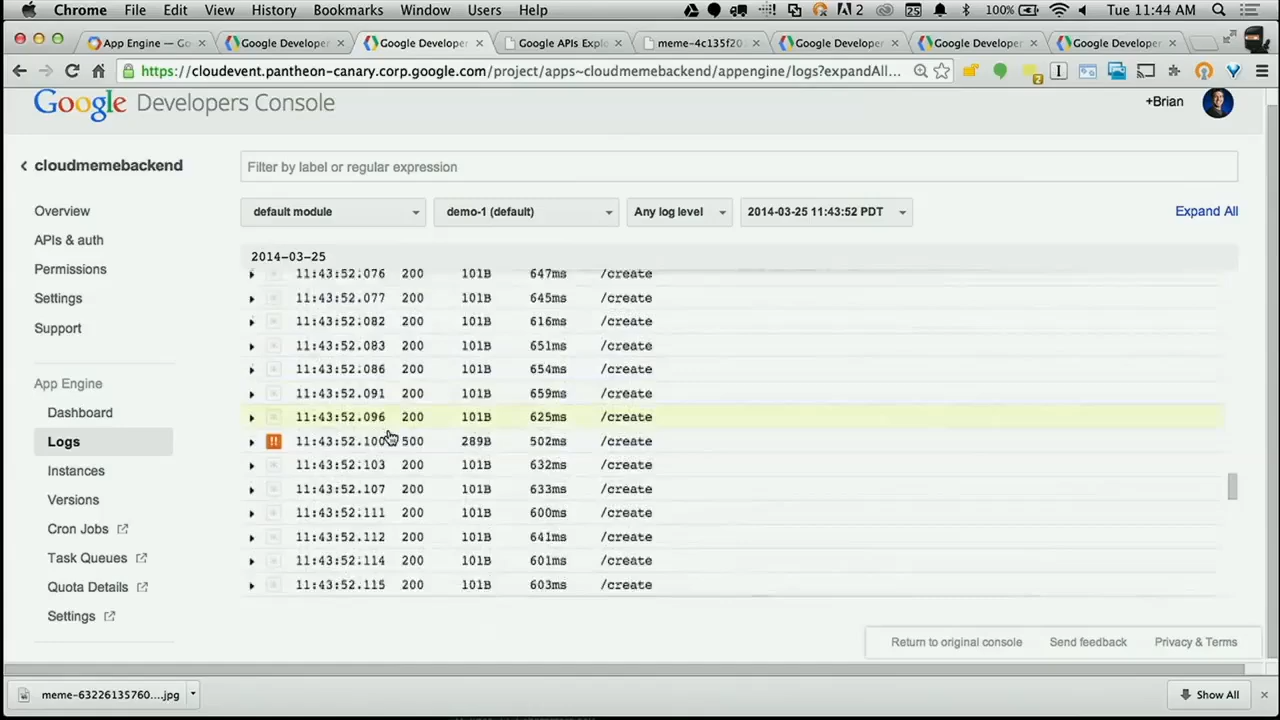 Chrome File Edit View History Bookmarks Window Users Help 2 25 100% Tue 11:44 AM
App Engine — Go Google Developer Google Developer Google APIs Explo meme-4c135f20 Google Developer Google Developer Google Developer
https://cloudevent.pantheon-canary.corp.google.com/project/apps~cloudmemebackend/appengine/logs?expandAll...
Google Developers Console +Brian
cloudmemebackend
Filter by label or regular expression
Overview
APIs & auth
Permissions
Settings
Support
App Engine
Dashboard
Logs
Instances
Versions
Cron Jobs
Task Queues
Quota Details
Settings
default module demo-1 (default) Any log level 2014-03-25 11:43:52 PDT Expand All
2014-03-25
11:43:52.076 200 101B 647ms /create
11:43:52.077 200 101B 645ms /create
11:43:52.082 200 101B 616ms /create
11:43:52.083 200 101B 651ms /create
11:43:52.086 200 101B 654ms /create
11:43:52.091 200 101B 659ms /create
11:43:52.096 200 101B 625ms /create
!! 11:43:52.100 500 289B 502ms /create
11:43:52.103 200 101B 632ms /create
11:43:52.107 200 101B 633ms /create
11:43:52.111 200 101B 600ms /create
11:43:52.112 200 101B 641ms /create
11:43:52.114 200 101B 601ms /create
11:43:52.115 200 101B 603ms /create
Return to original console Send feedback Privacy & Terms
meme-63226135760....jpg Show All